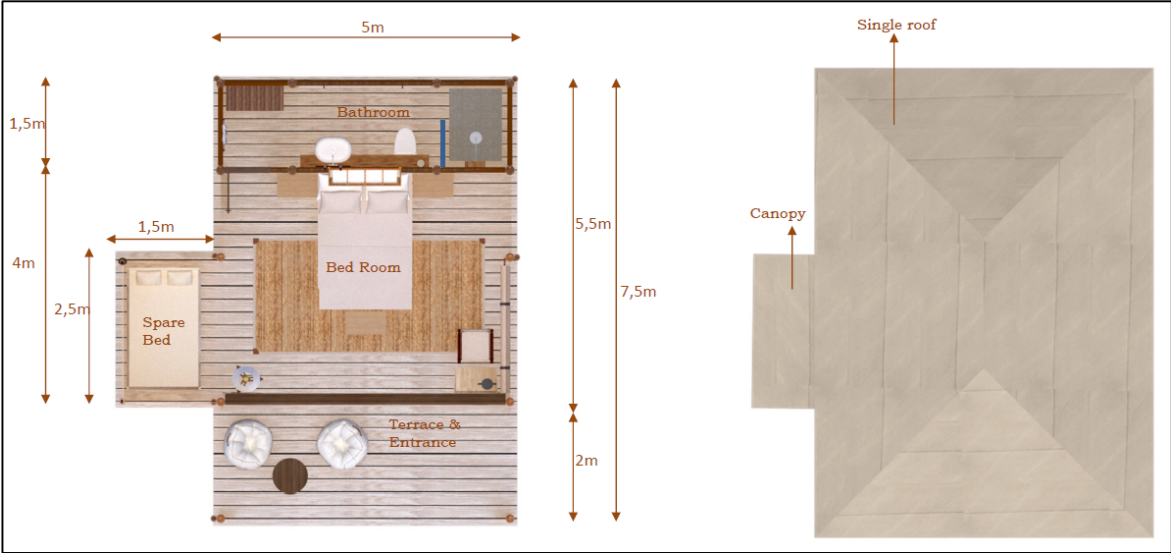 5m
Single roof
1,5m
Bathroom
1,5m
Canopy
5,5m
4m
Bed Room
7,5m
2,5m
Spare
Bed
Terrace &
Entrance
2m